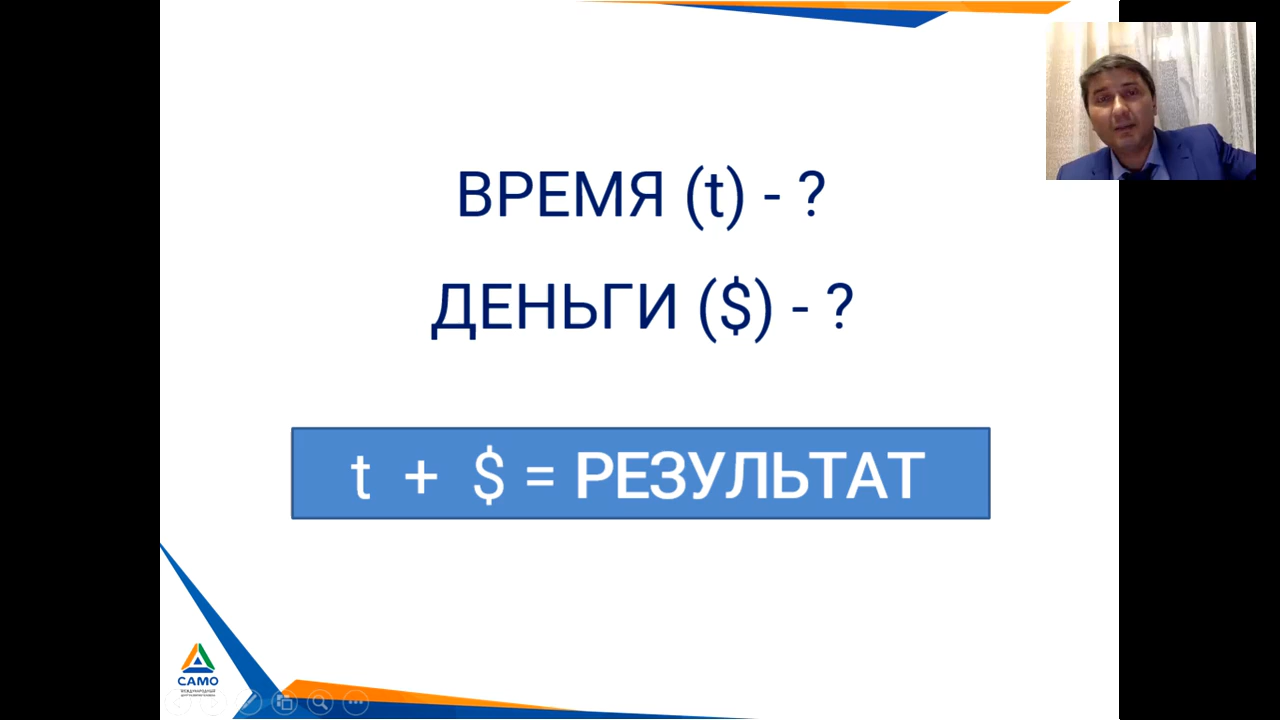 ВРЕМЯ (t) - ?
ДЕНЬГИ ($) - ?
t + $ = РЕЗУЛЬТАТ
САМО